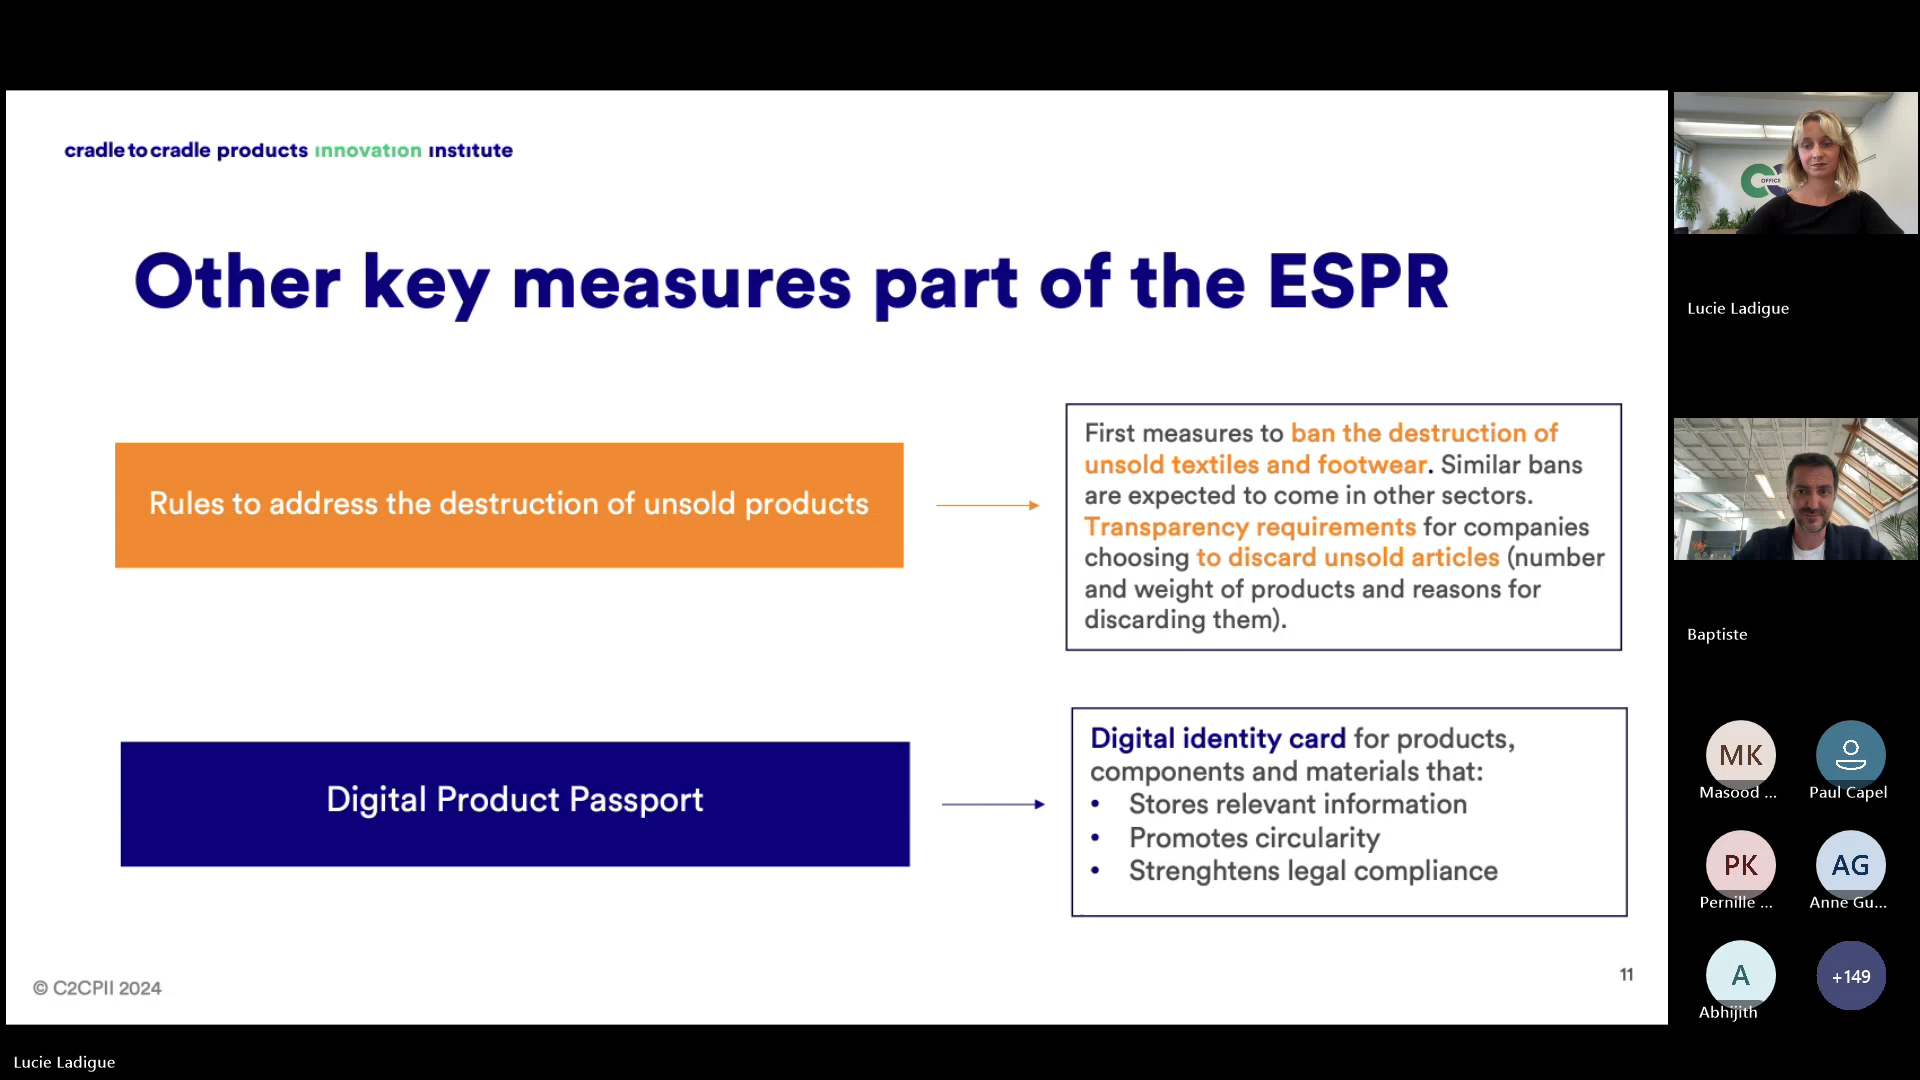 cradle to cradle products innovation institute
Other key measures part of the ESPR
Rules to address the destruction of unsold products
First measures to ban the destruction of
unsold textiles and footwear. Similar bans
are expected to come in other sectors.
Transparency requirements for companies
choosing to discard unsold articles (number
and weight of products and reasons for
discarding them).
Digital Product Passport
Digital identity card for products,
components and materials that:
• Stores relevant information
• Promotes circularity
• Strenghtens legal compliance
© C2CPII 2024
11
Lucie Ladigue
OFFICE
Lucie Ladigue
Baptiste
MK
Masood ...
Paul Capel
PK
Pernille ...
AG
Anne Gu...
A
Abhijith
+149